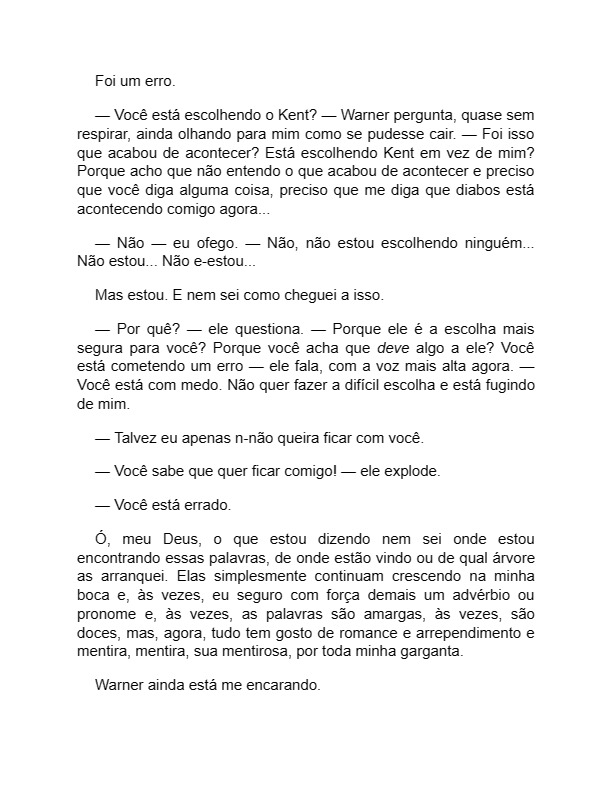 Foi um erro.
— Você está escolhendo o Kent? — Warner pergunta, quase sem
respirar, ainda olhando para mim como se pudesse cair. — Foi isso
que acabou de acontecer? Está escolhendo Kent em vez de mim?
Porque acho que não entendo o que acabou de acontecer e preciso
que você diga alguma coisa, preciso que me diga que diabos está
acontecendo comigo agora...
— Não — eu ofego. — Não, não estou escolhendo ninguém...
Não estou... Não e-estou...
Mas estou. E nem sei como cheguei a isso.
— Por quê? — ele questiona. — Porque ele é a escolha mais
segura para você? Porque você acha que deve algo a ele? Você
está cometendo um erro — ele fala, com a voz mais alta agora. —
Você está com medo. Não quer fazer a difícil escolha e está fugindo
de mim.
— Talvez eu apenas n-não queira ficar com você.
— Você sabe que quer ficar comigo! — ele explode.
— Você está errado.
Ó, meu Deus, o que estou dizendo nem sei onde estou
encontrando essas palavras, de onde estão vindo ou de qual árvore
as arranquei. Elas simplesmente continuam crescendo na minha
boca e, às vezes, eu seguro com força demais um advérbio ou
pronome e, às vezes, as palavras são amargas, às vezes, são
doces, mas, agora, tudo tem gosto de romance e arrependimento e
mentira, mentira, sua mentirosa, por toda minha garganta.
Warner ainda está me encarando.